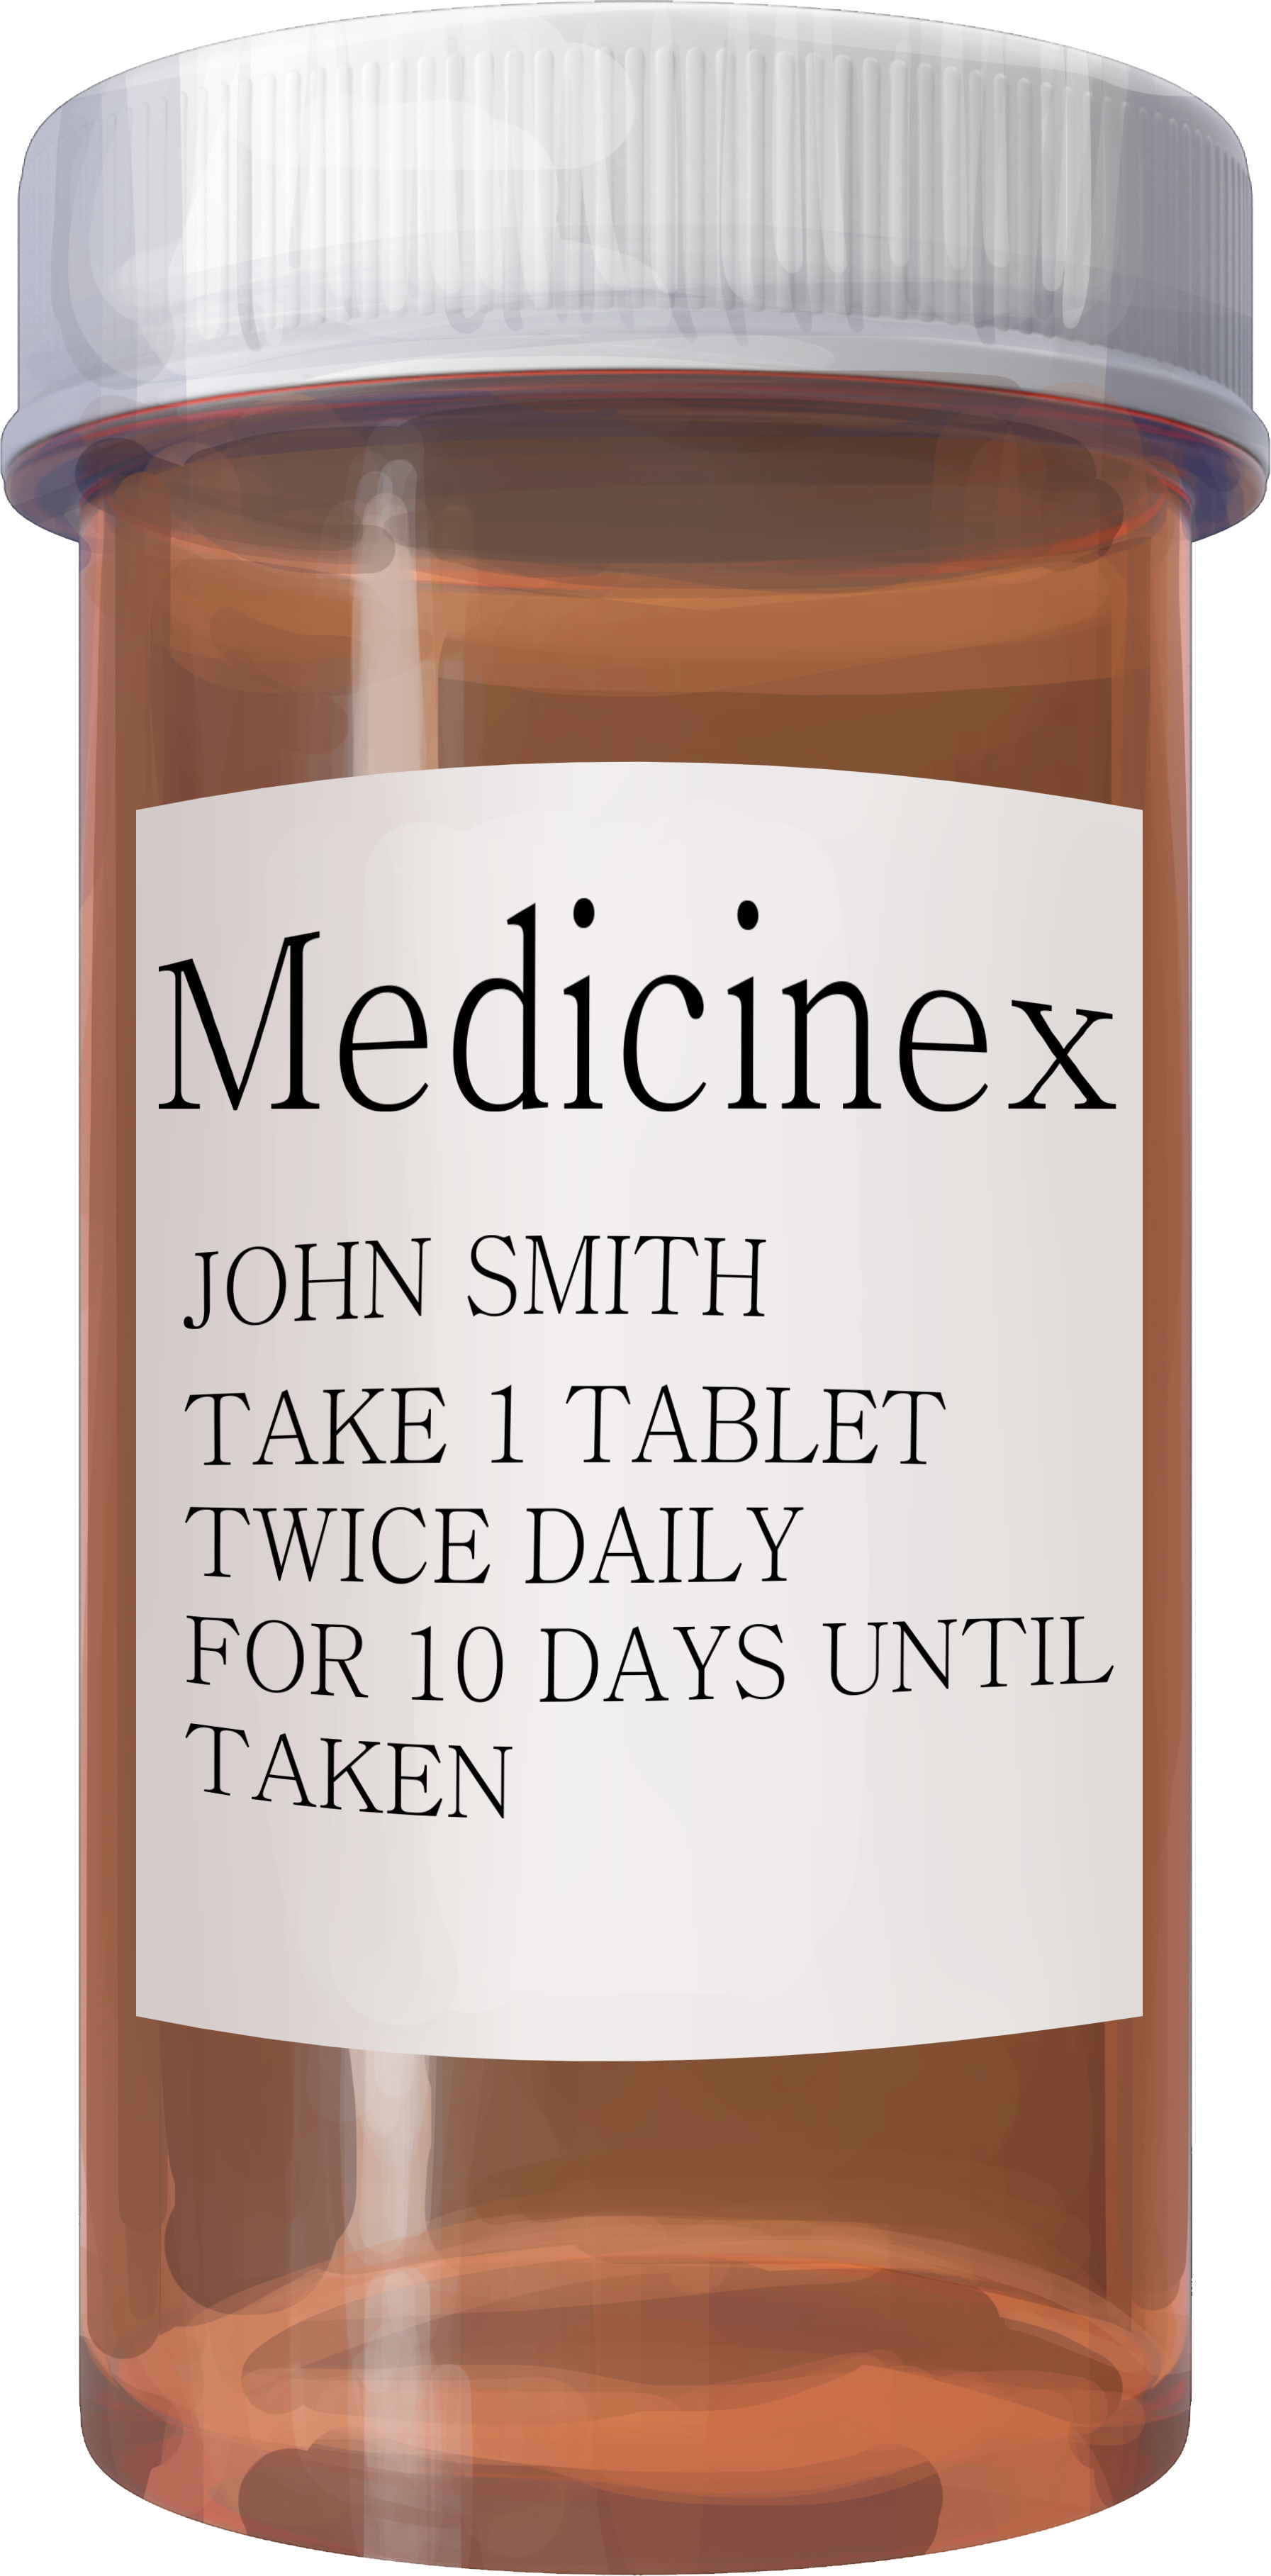 Medicinex
JOHN SMITH
TAKE 1 TABLET
TWICE DAILY
FOR 10 DAYS UNTIL
TAKEN